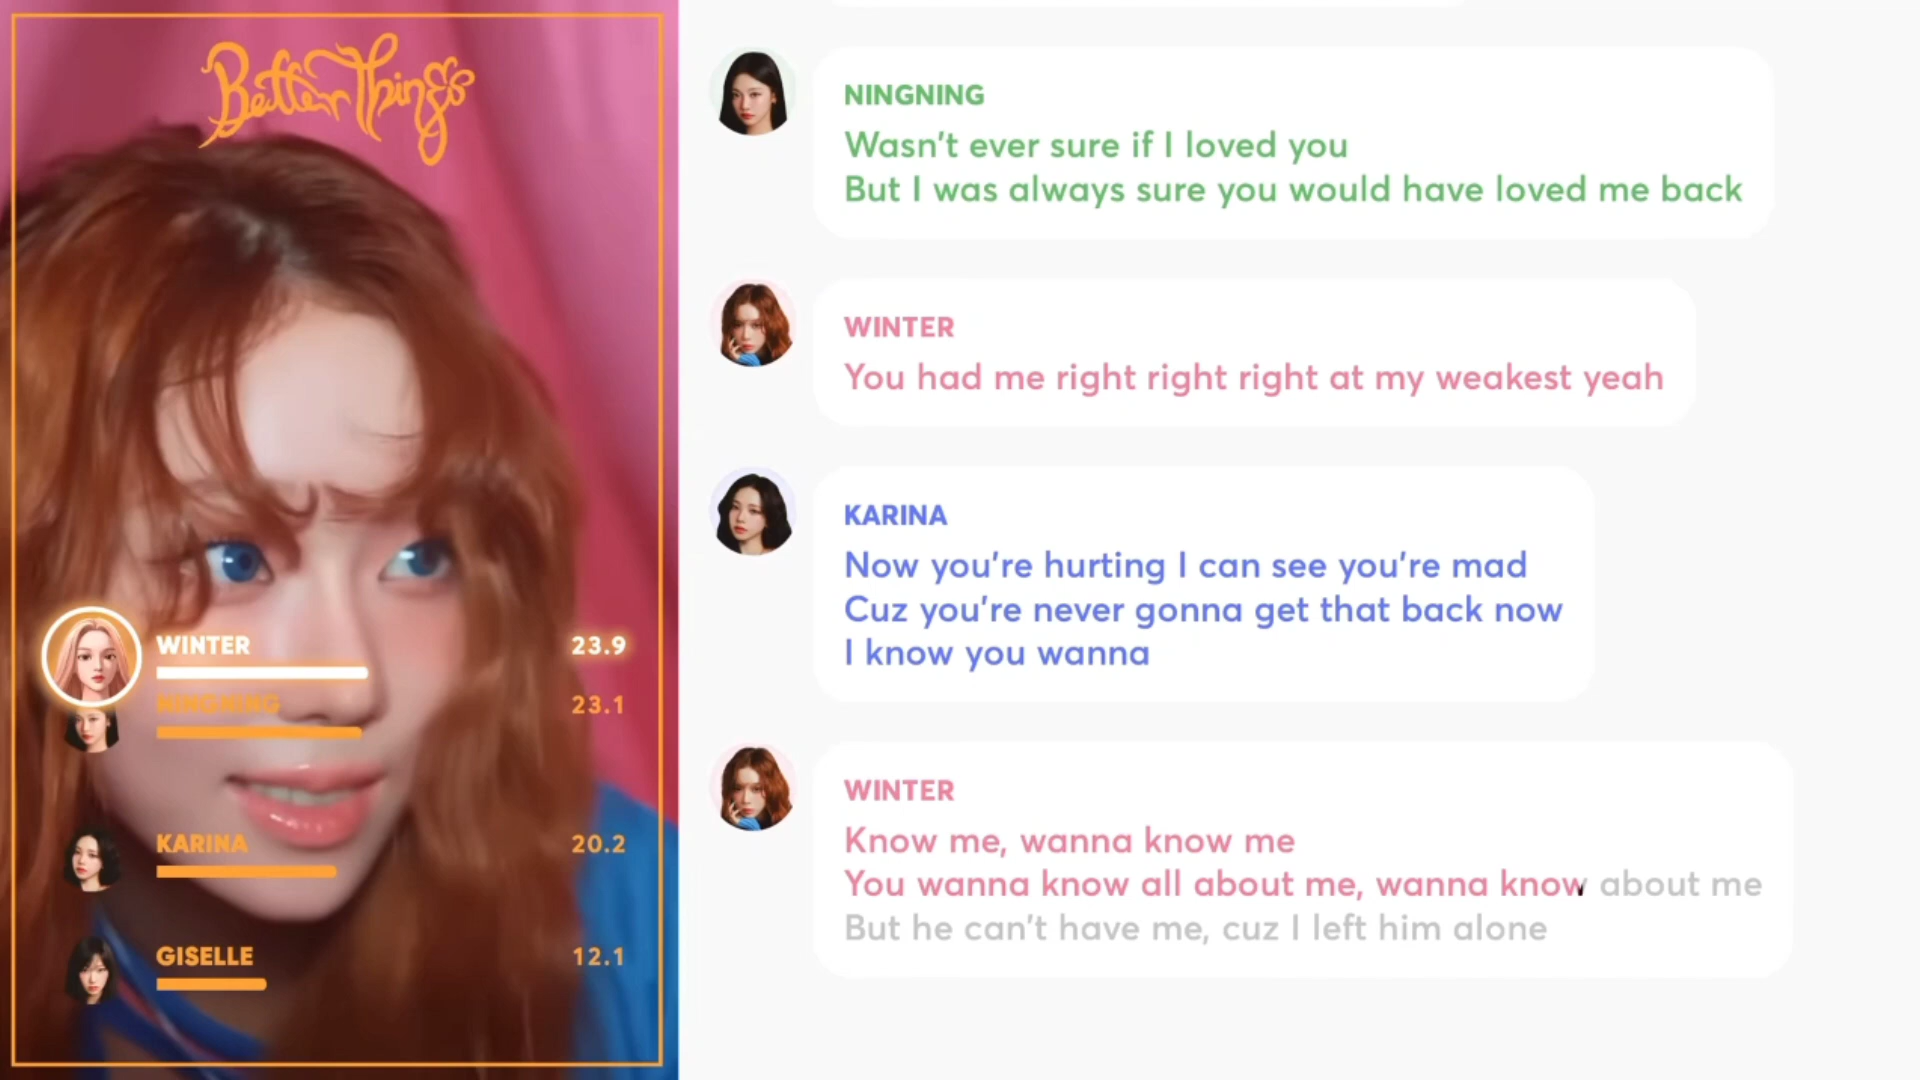 Better Things
WINTER 23.9
NINGNING 23.1
KARINA 20.2
GISELLE 12.1
NINGNING
Wasn't ever sure if I loved you
But I was always sure you would have loved me back
WINTER
You had me right right right at my weakest yeah
KARINA
Now you're hurting I can see you're mad
Cuz you're never gonna get that back now
I know you wanna
WINTER
Know me, wanna know me
You wanna know all about me, wanna know about me
But he can't have me, cuz I left him alone